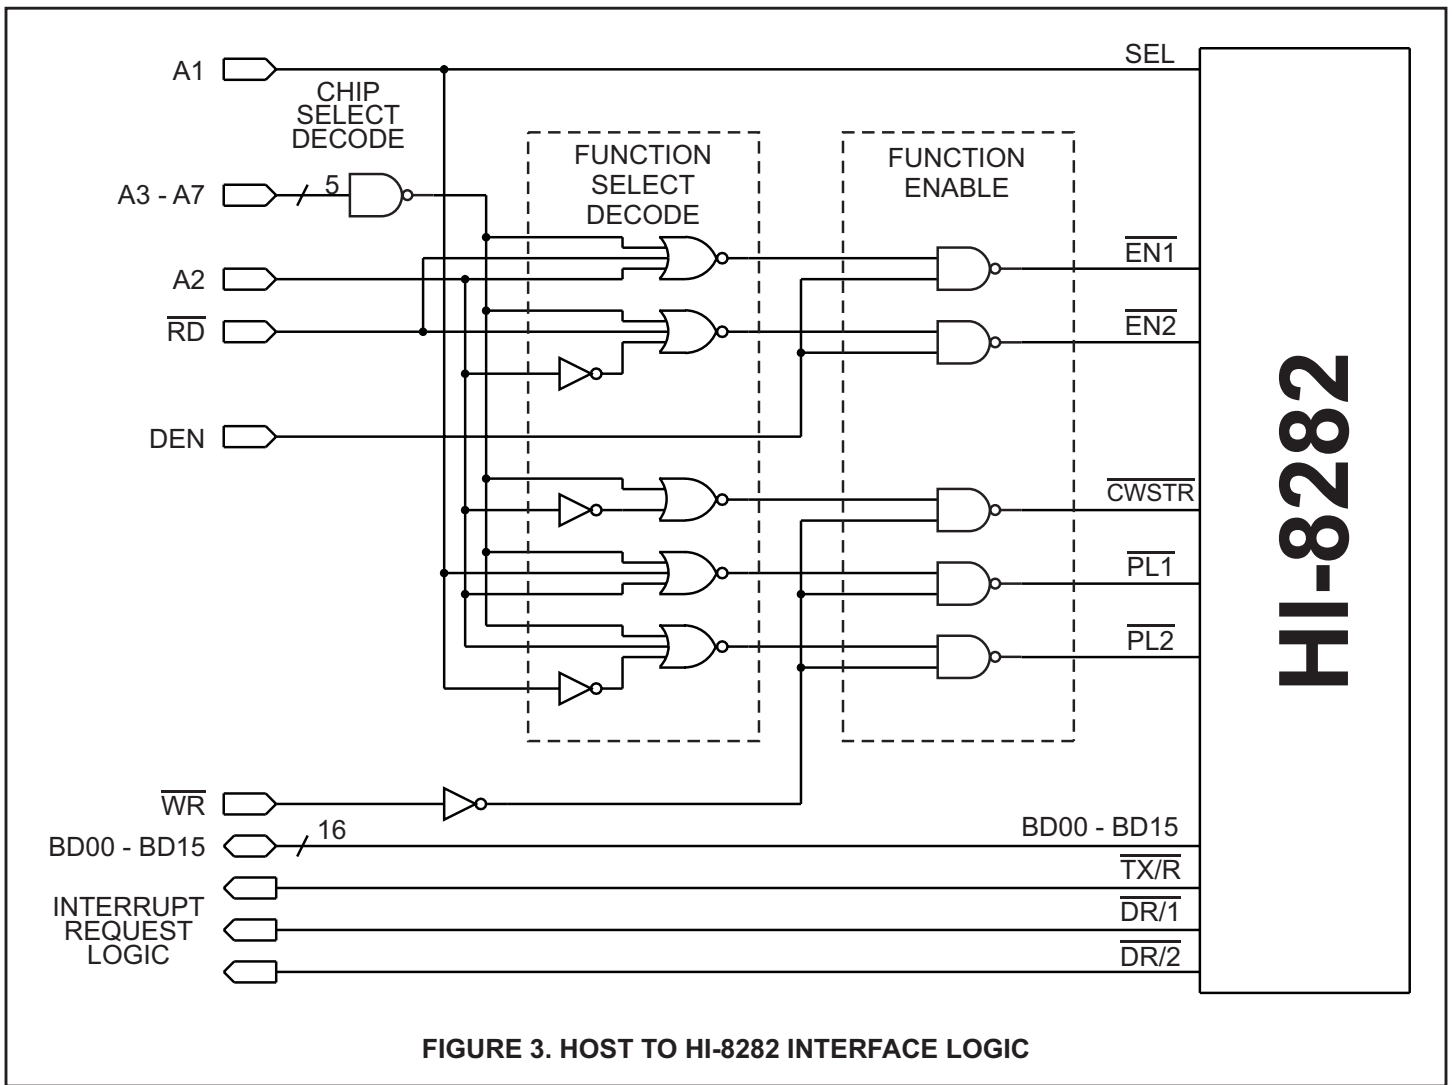 A1
SEL
CHIP
SELECT
DECODE
A3 - A7
5
FUNCTION
SELECT
DECODE
FUNCTION
ENABLE
A2
EN1
RD
EN2
DEN
CWSTR
PL1
PL2
HI-8282
WR
BD00 - BD15
16
BD00 - BD15
TX/R
INTERRUPT
REQUEST
LOGIC
DR/1
DR/2
FIGURE 3. HOST TO HI-8282 INTERFACE LOGIC